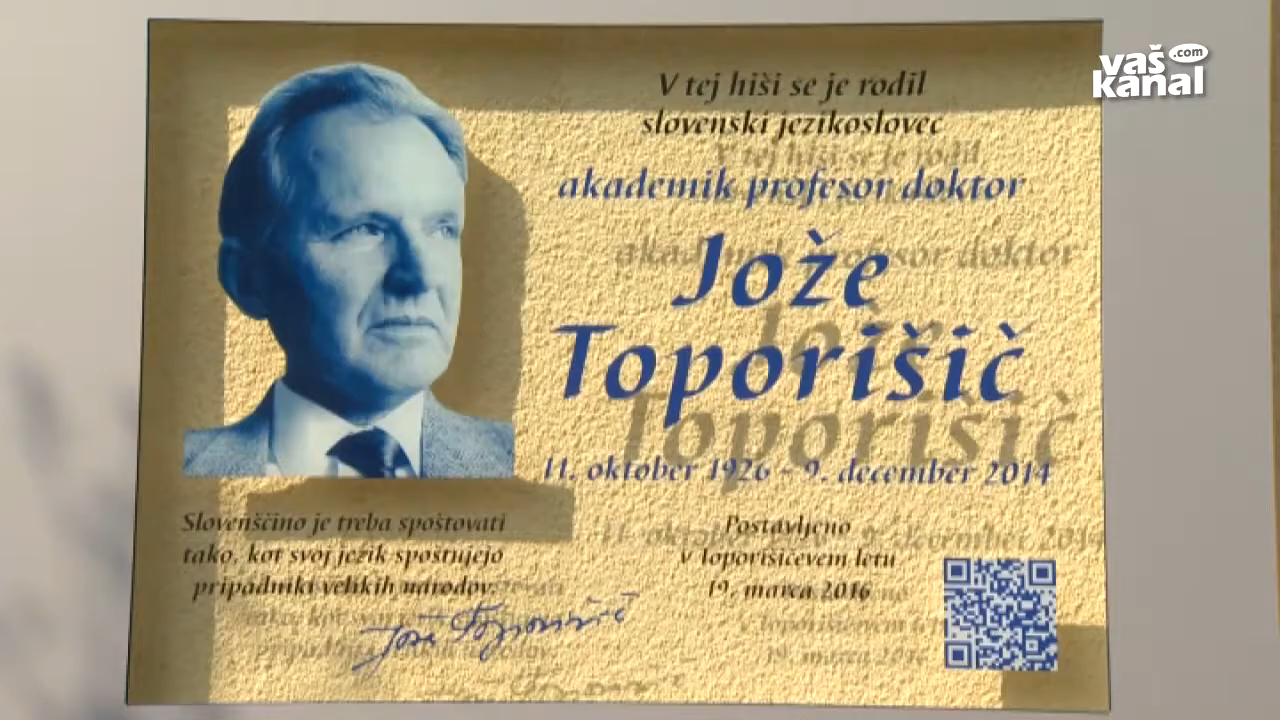 vaš
kanal
.com
V tej hiši se je rodil
slovenski jezikoslovec
akademik profesor doktor
Jože
Toporišič
11. oktober 1926 - 9. december 2014
Slovenščino je treba spoštovati
tako, kot svoj jezik spoštujejo
pripadniki velikih narodov.
Jože Toporišič
Postavljeno
v Toporišičevem letu
19. marca 2016